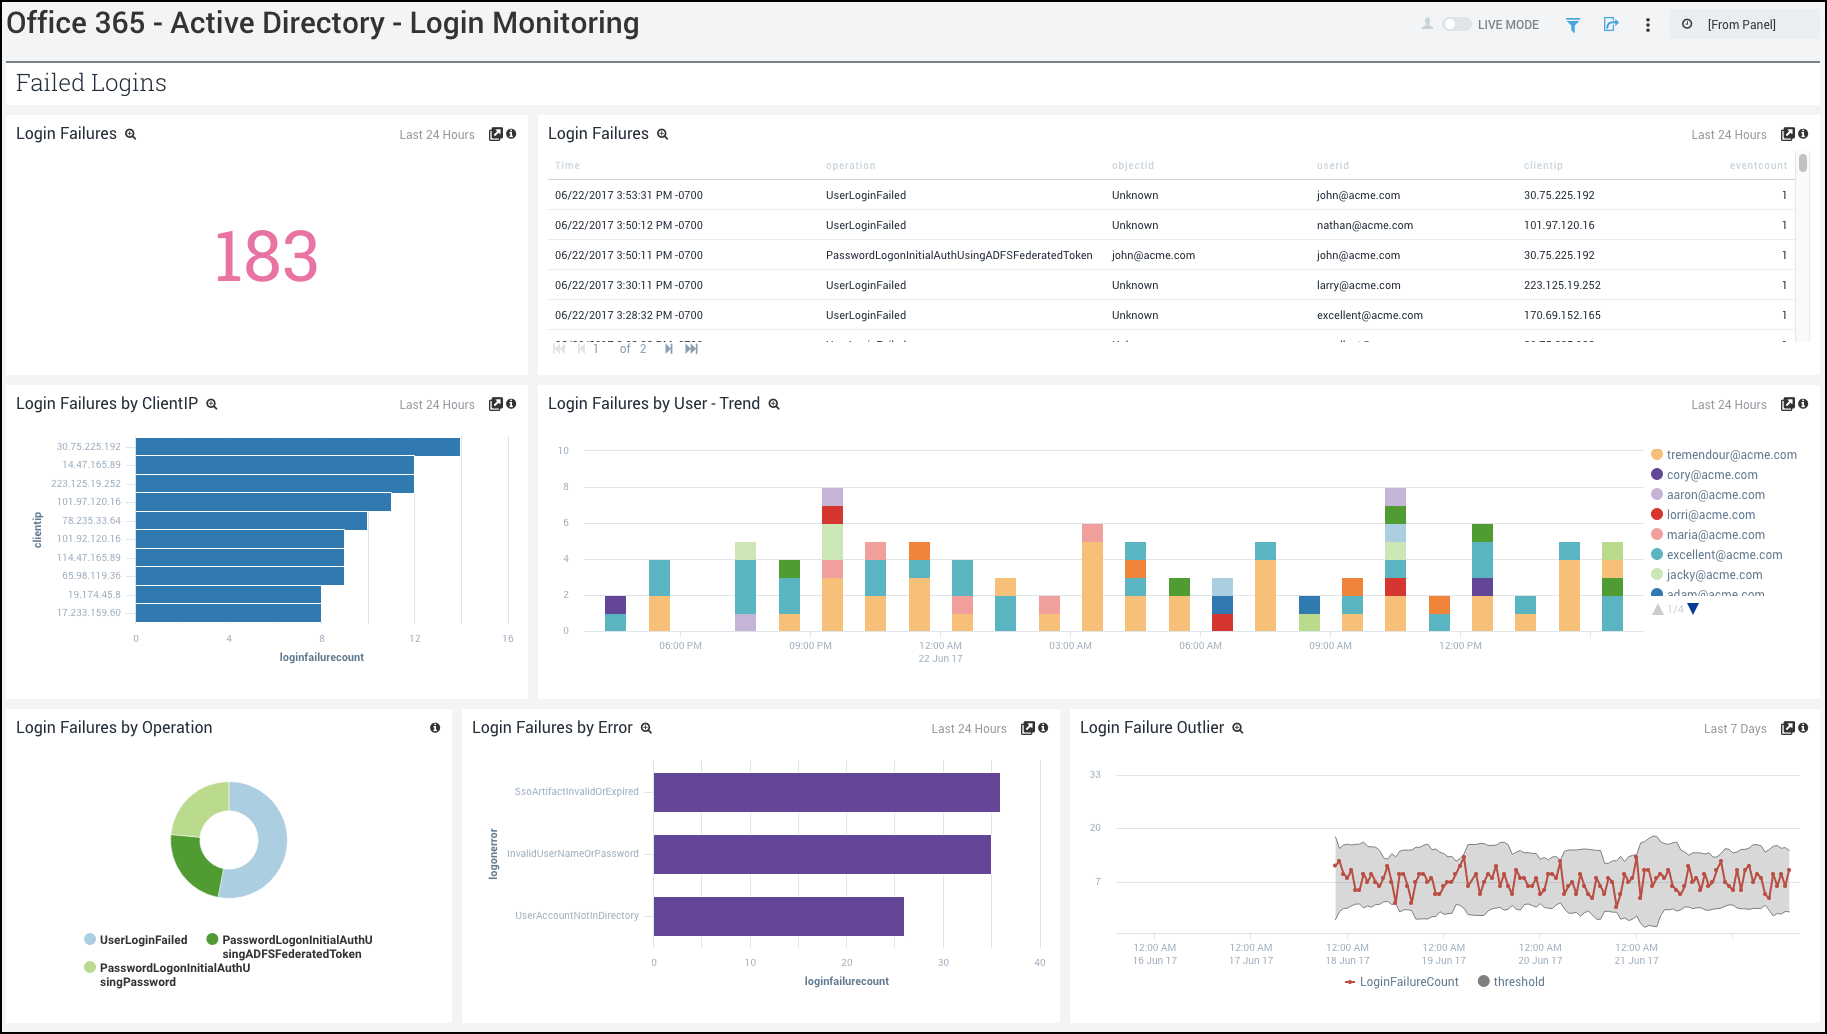 Office 365 - Active Directory - Login Monitoring
LIVE MODE
[From Panel]
Failed Logins
Login Failures
Last 24 Hours
183
Login Failures
Last 24 Hours
Time operation objectid userid clientip eventcount
06/22/2017 3:53:31 PM -0700 UserLoginFailed Unknown john@acme.com 30.75.225.192 1
06/22/2017 3:50:12 PM -0700 UserLoginFailed Unknown nathan@acme.com 101.97.120.16 1
06/22/2017 3:50:11 PM -0700 PasswordLogonInitialAuthUsingADFSFederatedToken john@acme.com john@acme.com 30.75.225.192 1
06/22/2017 3:30:11 PM -0700 UserLoginFailed Unknown larry@acme.com 223.125.19.252 1
06/22/2017 3:28:32 PM -0700 UserLoginFailed Unknown excellent@acme.com 170.69.152.165 1
1 of 2
Login Failures by ClientIP
Last 24 Hours
clientip
30.75.225.192
14.47.165.89
223.125.19.252
101.97.120.16
78.235.33.64
101.92.120.16
114.47.165.89
65.98.119.36
19.174.45.8
17.233.159.60
0 4 8 12 16
loginfailurecount
Login Failures by User - Trend
Last 24 Hours
10
8
6
4
2
0
06:00 PM 09:00 PM 12:00 AM 03:00 AM 06:00 AM 09:00 AM 12:00 PM
22 Jun 17
tremendour@acme.com
cory@acme.com
aaron@acme.com
lorri@acme.com
maria@acme.com
excellent@acme.com
jacky@acme.com
adam@acme.com
1/4
Login Failures by Operation
UserLoginFailed
PasswordLogonInitialAuthU
singADFSFederatedToken
PasswordLogonInitialAuthU
singPassword
Login Failures by Error
Last 24 Hours
logonerror
SsoArtifactInvalidOrExpired
InvalidUserNameOrPassword
UserAccountNotInDirectory
0 10 20 30 40
loginfailurecount
Login Failure Outlier
Last 7 Days
33
20
7
12:00 AM 12:00 AM 12:00 AM 12:00 AM 12:00 AM 12:00 AM
16 Jun 17 17 Jun 17 18 Jun 17 19 Jun 17 20 Jun 17 21 Jun 17
LoginFailureCount threshold